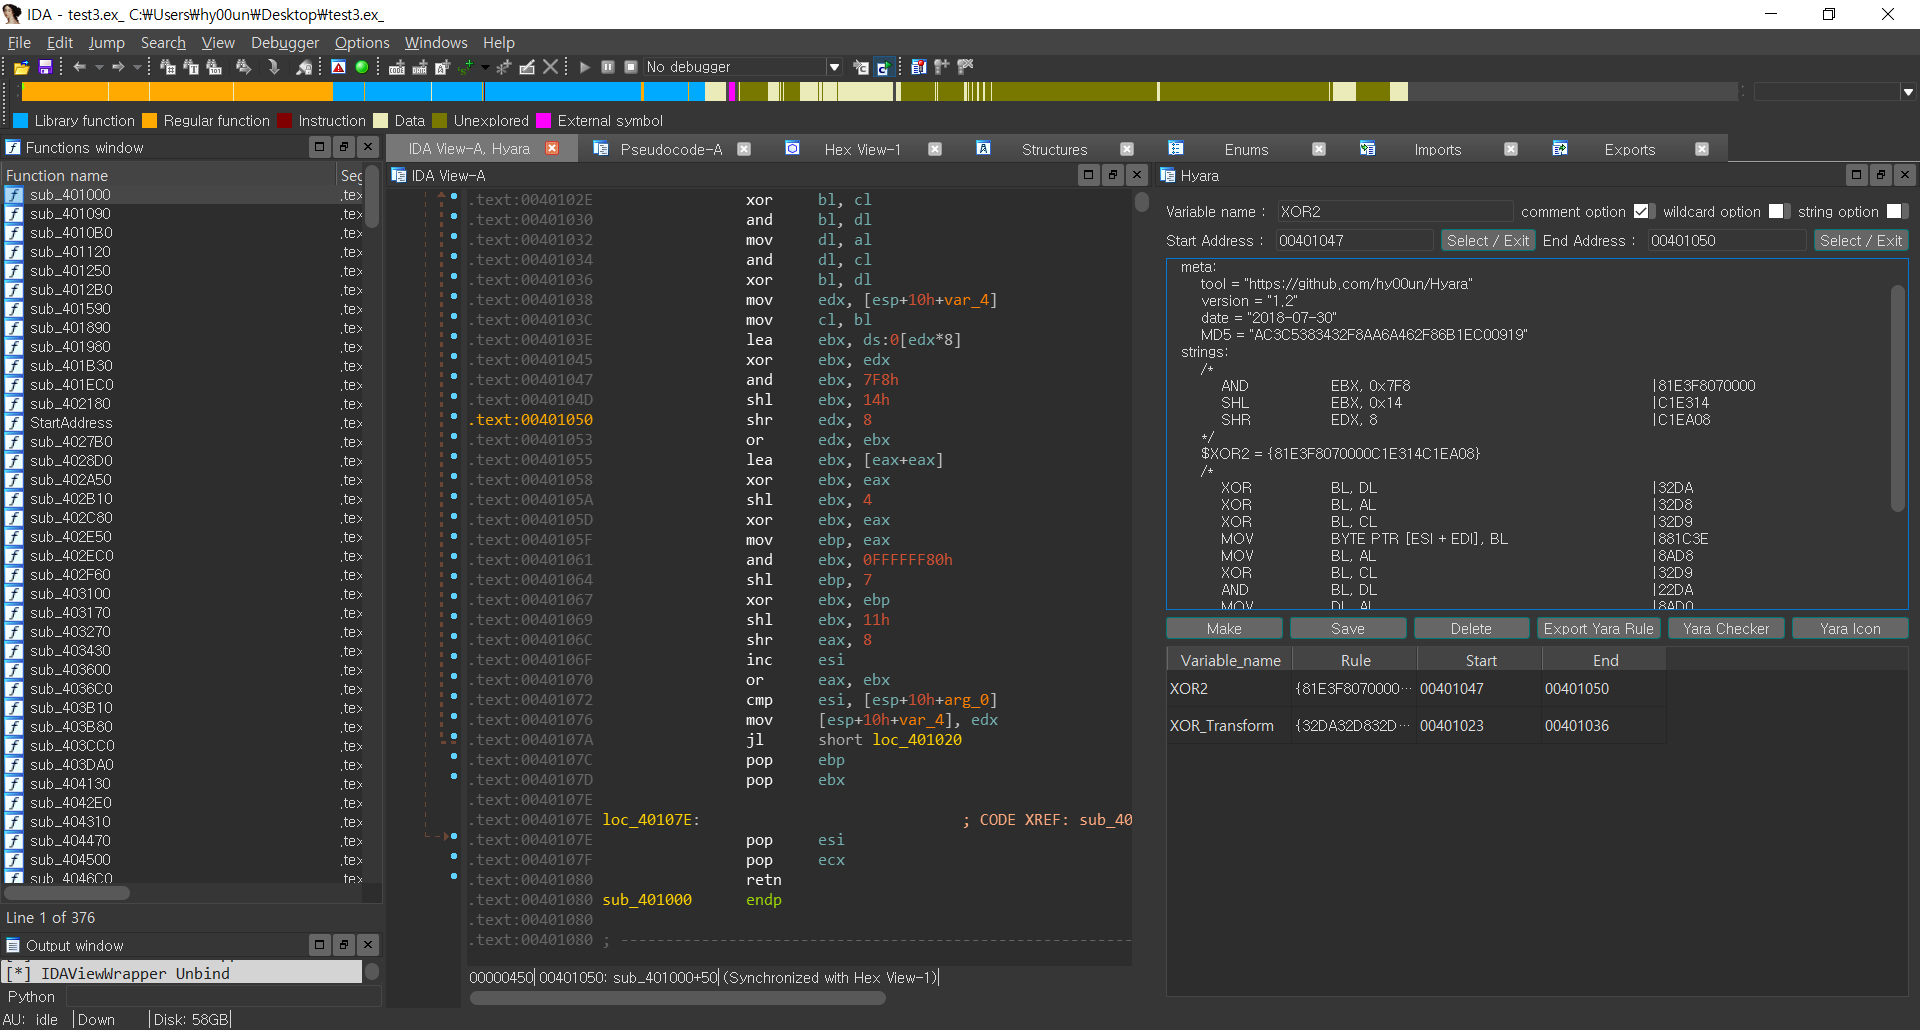 IDA - test3.ex_ C:₩Users₩hy00un₩Desktop₩test3.ex_
File Edit Jump Search View Debugger Options Windows Help
No debugger
Library function Regular function Instruction Data Unexplored External symbol
Functions window
Function name Seg
sub_401000 .tex
sub_401090 .tex
sub_4010B0 .tex
sub_401120 .tex
sub_401250 .tex
sub_4012B0 .tex
sub_401590 .tex
sub_401890 .tex
sub_401980 .tex
sub_401B30 .tex
sub_401EC0 .tex
sub_402180 .tex
StartAddress .tex
sub_4027B0 .tex
sub_4028D0 .tex
sub_402A50 .tex
sub_402B10 .tex
sub_402C80 .tex
sub_402E50 .tex
sub_402EC0 .tex
sub_402F60 .tex
sub_403100 .tex
sub_403170 .tex
sub_403270 .tex
sub_403430 .tex
sub_403600 .tex
sub_4036C0 .tex
sub_403B10 .tex
sub_403B80 .tex
sub_403CC0 .tex
sub_403DA0 .tex
sub_404130 .tex
sub_4042E0 .tex
sub_404310 .tex
sub_404470 .tex
sub_404500 .tex
sub_4046C0 .tex
Line 1 of 376
Output window
[*] IDAViewWrapper Unbind
Python
AU: idle Down Disk: 58GB
IDA View-A, Hyara Pseudocode-A Hex View-1 Structures Enums Imports Exports
IDA View-A
.text:0040102E xor bl, cl
.text:00401030 and bl, dl
.text:00401032 mov dl, al
.text:00401034 and dl, cl
.text:00401036 xor bl, dl
.text:00401038 mov edx, [esp+10h+var_4]
.text:0040103C mov cl, bl
.text:0040103E lea ebx, ds:0[edx*8]
.text:00401045 xor ebx, edx
.text:00401047 and ebx, 7F8h
.text:0040104D shl ebx, 14h
.text:00401050 shr edx, 8
.text:00401053 or edx, ebx
.text:00401055 lea ebx, [eax+eax]
.text:00401058 xor ebx, eax
.text:0040105A shl ebx, 4
.text:0040105D xor ebx, eax
.text:0040105F mov ebp, eax
.text:00401061 and ebx, 0FFFFFF80h
.text:00401064 shl ebp, 7
.text:00401067 xor ebx, ebp
.text:00401069 shl ebx, 11h
.text:0040106C shr eax, 8
.text:0040106F inc esi
.text:00401070 or eax, ebx
.text:00401072 cmp esi, [esp+10h+arg_0]
.text:00401076 mov [esp+10h+var_4], edx
.text:0040107A jl short loc_401020
.text:0040107C pop ebp
.text:0040107D pop ebx
.text:0040107E
.text:0040107E loc_40107E: ; CODE XREF: sub_40
.text:0040107E pop esi
.text:0040107F pop ecx
.text:00401080 retn
.text:00401080 sub_401000 endp
.text:00401080
.text:00401080 ; ---------------------------------------------------------
00000450 00401050: sub_401000+50 (Synchronized with Hex View-1)
Hyara
Variable name : XOR2 comment option wildcard option string option
Start Address : 00401047 Select / Exit End Address : 00401050 Select / Exit
meta:
tool = "https://github.com/hy00un/Hyara"
version = "1.2"
date = "2018-07-30"
MD5 = "AC3C5383432F8AA6A462F86B1EC00919"
strings:
/*
AND EBX, 0x7F8 |81E3F8070000
SHL EBX, 0x14 |C1E314
SHR EDX, 8 |C1EA08
*/
$XOR2 = {81E3F8070000C1E314C1EA08}
/*
XOR BL, DL |32DA
XOR BL, AL |32D8
XOR BL, CL |32D9
MOV BYTE PTR [ESI + EDI], BL |881C3E
MOV BL, AL |8AD8
XOR BL, CL |32D9
AND BL, DL |22DA
MOV DL, AL |8AD0
Make Save Delete Export Yara Rule Yara Checker Yara Icon
Variable_name Rule Start End
XOR2 {81E3F8070000… 00401047 00401050
XOR_Transform {32DA32D832D… 00401023 00401036